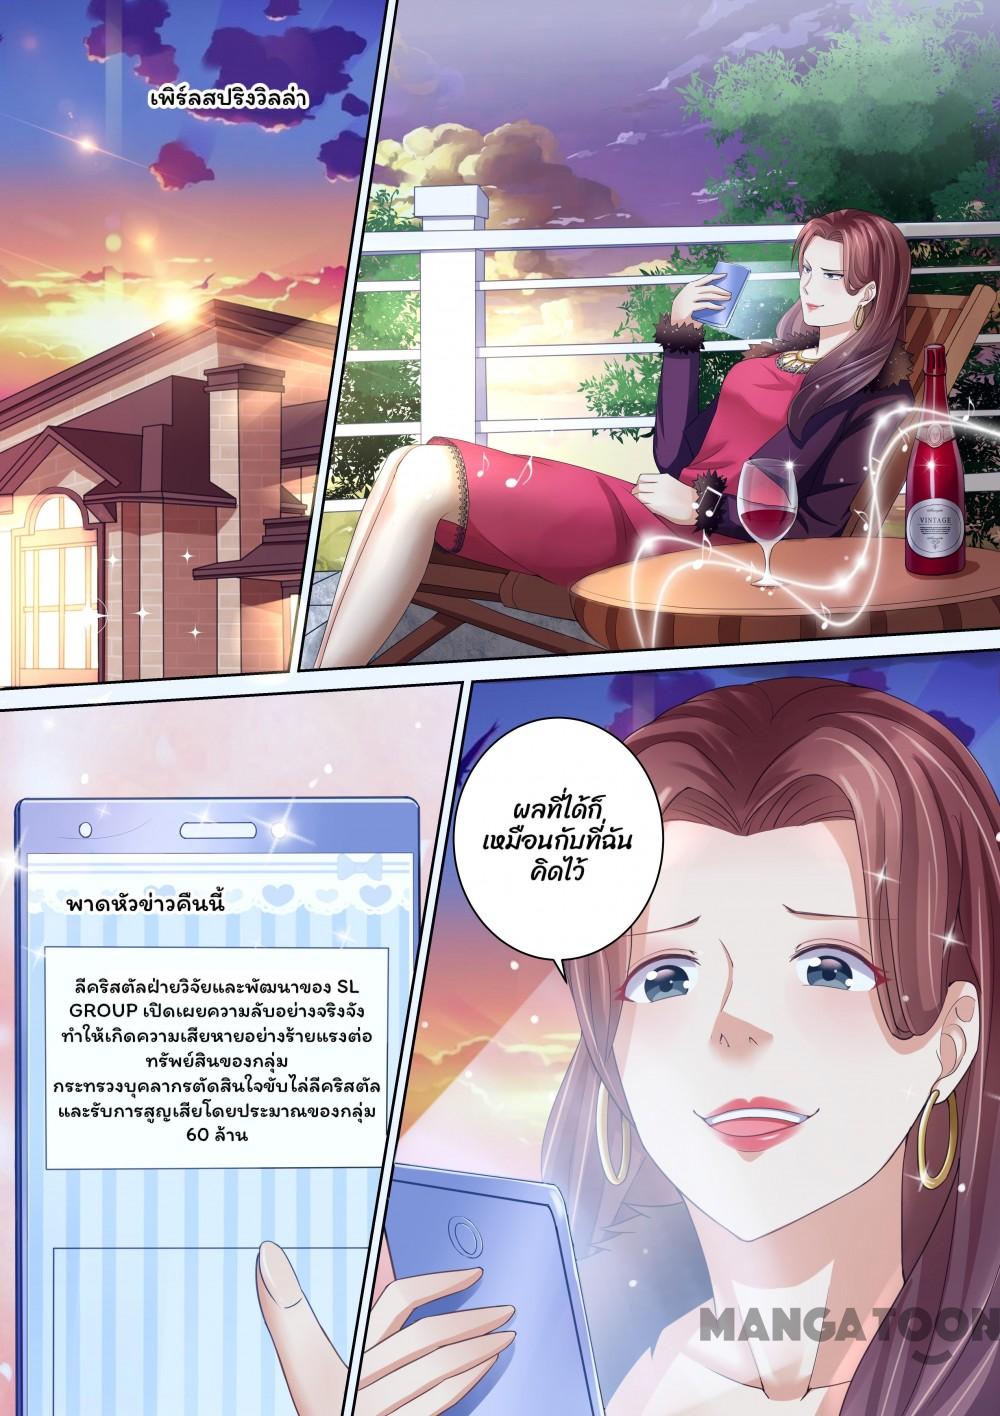 เพิร์ลสปริงวิลล่า
VINTAGE
ผลที่ได้ก็
เหมือนกับที่ฉัน
คิดไว้
พาดหัวข่าวคืนนี้
ลีคริสตัลฝ่ายวิจัยและพัฒนาของ SL
GROUP เปิดเผยความลับอย่างจริงจัง
ทำให้เกิดความเสียหายอย่างร้ายแรงต่อ
ทรัพย์สินของกลุ่ม
กระทรวงบุคลากรตัดสินใจขับไล่ลีคริสตัล
และรับการสูญเสียโดยประมาณของกลุ่ม
60 ล้าน
MANGATOON